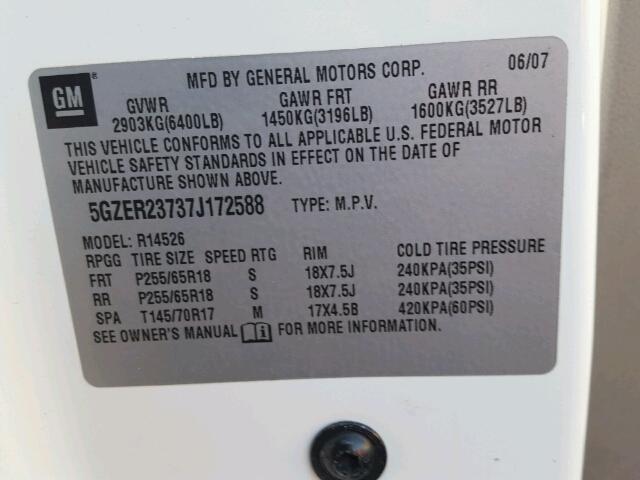 GM ®
MFD BY GENERAL MOTORS CORP. 06/07
GVWR GAWR FRT GAWR RR
2903KG(6400LB) 1450KG(3196LB) 1600KG(3527LB)
THIS VEHICLE CONFORMS TO ALL APPLICABLE U.S. FEDERAL MOTOR
VEHICLE SAFETY STANDARDS IN EFFECT ON THE DATE OF
MANUFACTURE SHOWN ABOVE.
5GZER23737J172588 TYPE: M.P.V.
MODEL: R14526
RPGG TIRE SIZE SPEED RTG RIM COLD TIRE PRESSURE
FRT P255/65R18 S 18X7.5J 240KPA(35PSI)
RR P255/65R18 S 18X7.5J 240KPA(35PSI)
SPA T145/70R17 M 17X4.5B 420KPA(60PSI)
SEE OWNER'S MANUAL i FOR MORE INFORMATION.